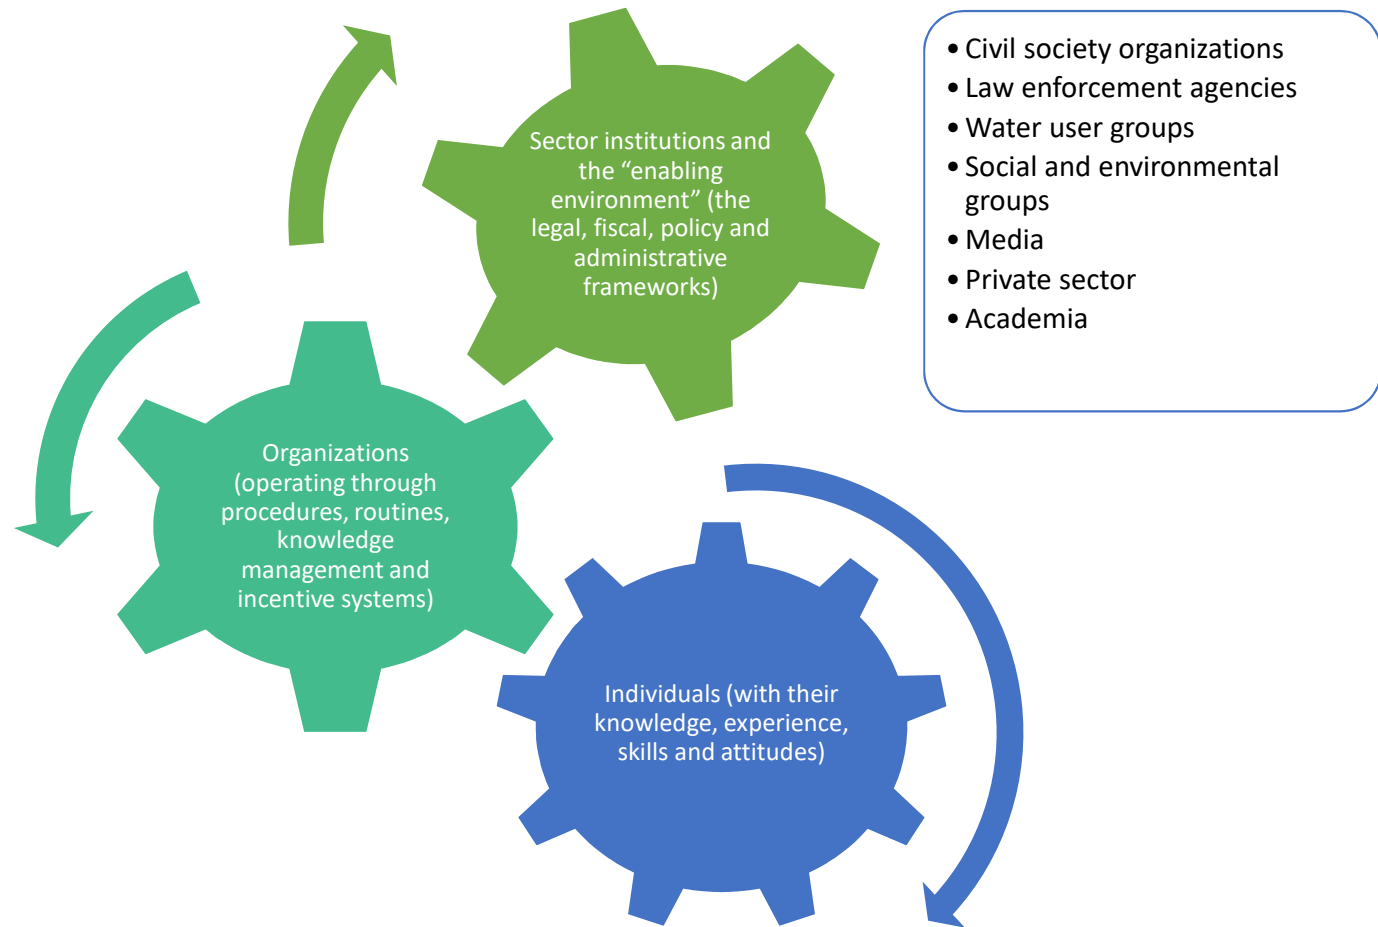 Sector institutions and
the “enabling
environment” (the
legal, fiscal, policy and
administrative
frameworks)
• Civil society organizations
• Law enforcement agencies
• Water user groups
• Social and environmental
groups
• Media
• Private sector
• Academia
Organizations
(operating through
procedures, routines,
knowledge
management and
incentive systems)
Individuals (with their
knowledge, experience,
skills and attitudes)